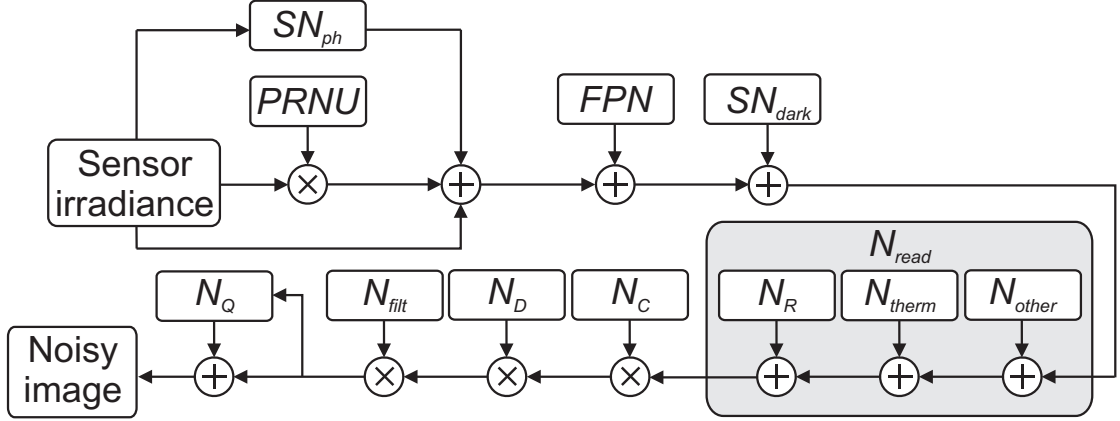 SN_ph
PRNU
FPN
SN_dark
Sensor
irradiance
×
+
+
+
N_read
N_Q
N_filt
N_D
N_C
N_R
N_therm
N_other
Noisy
image
+
×
×
×
+
+
+